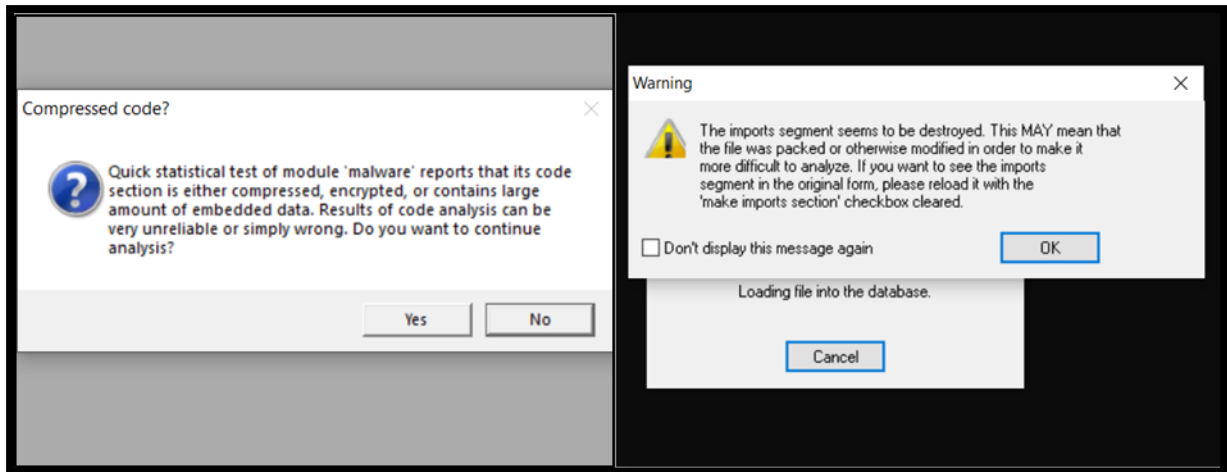 Compressed code?
Quick statistical test of module 'malware' reports that its code
section is either compressed, encrypted, or contains large
amount of embedded data. Results of code analysis can be
very unreliable or simply wrong. Do you want to continue
analysis?
Yes
No
Warning
The imports segment seems to be destroyed. This MAY mean that
the file was packed or otherwise modified in order to make it
more difficult to analyze. If you want to see the imports
segment in the original form, please reload it with the
'make imports section' checkbox cleared.
Don't display this message again
OK
Loading file into the database.
Cancel